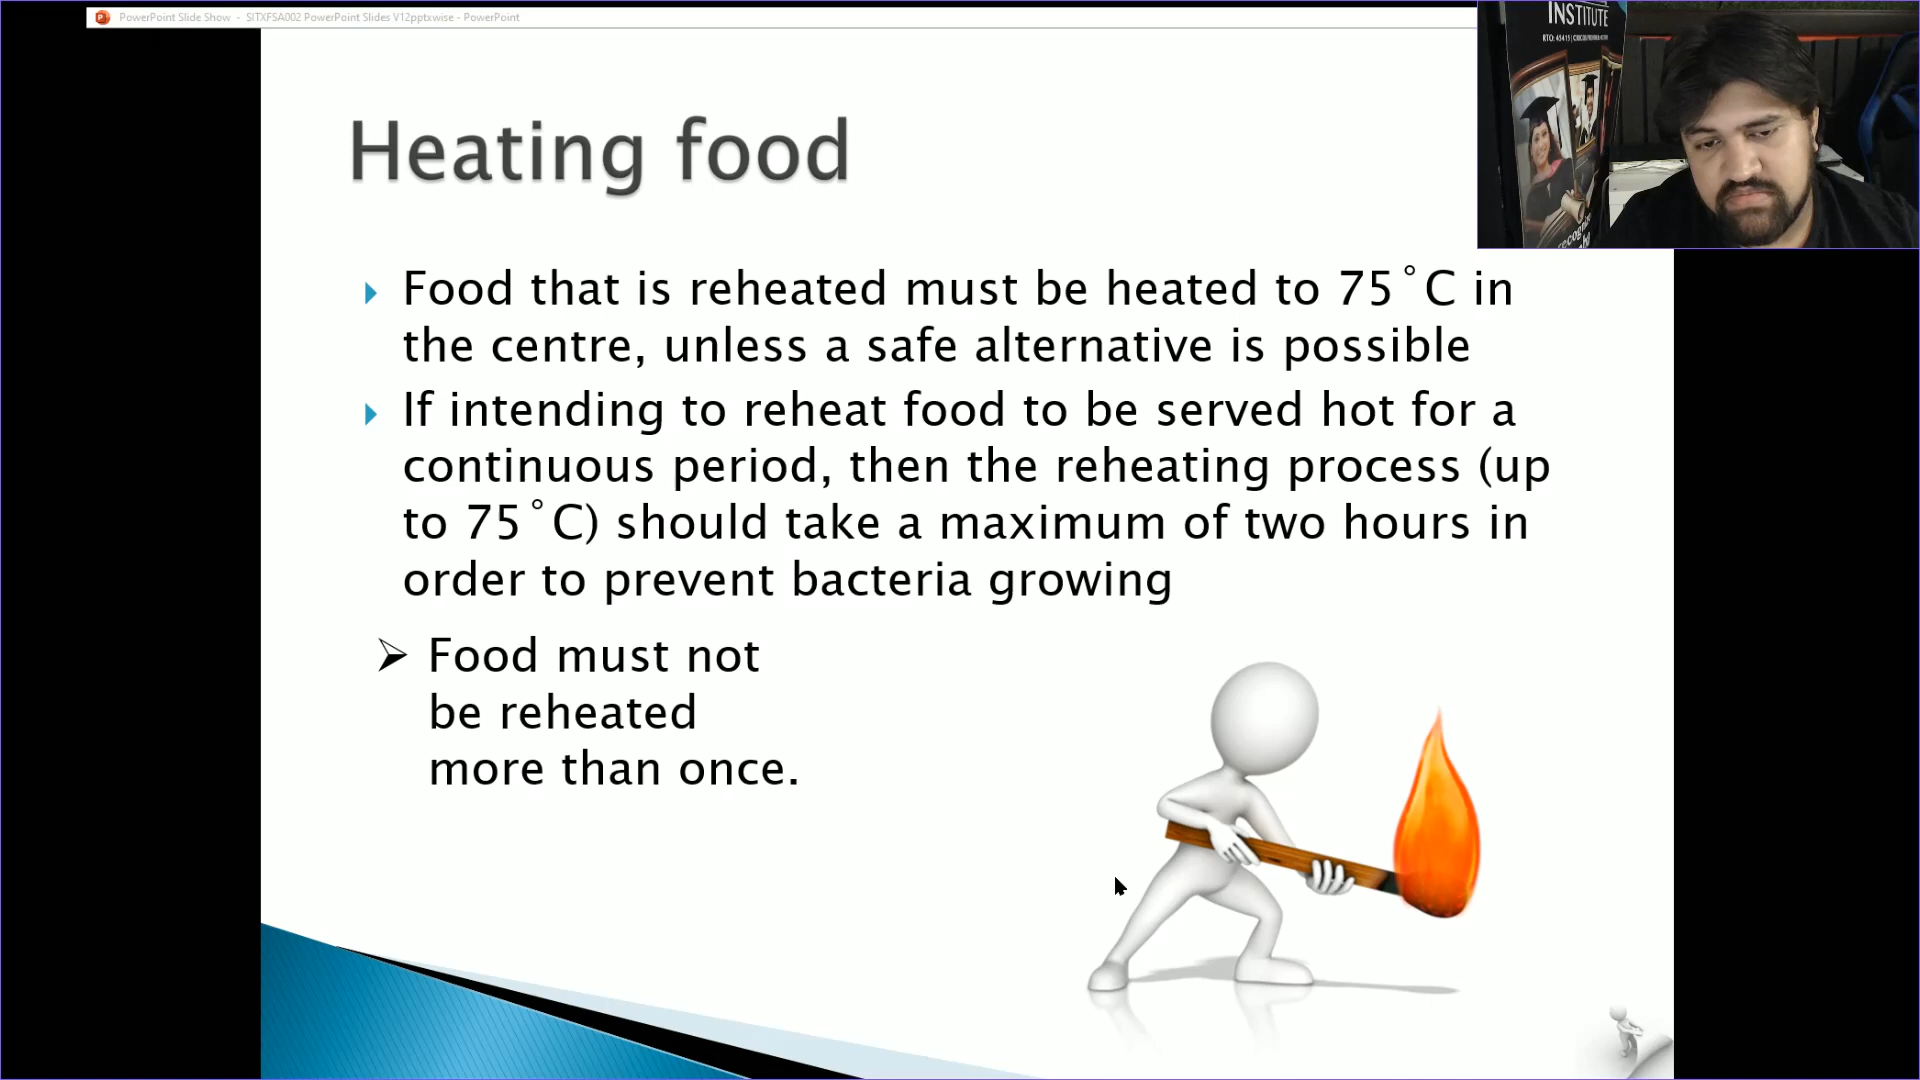 PowerPoint Slide Show - SITXFSA002 PowerPoint Slides V12pptxwise - PowerPoint
INSTITUTE
Heating food
Food that is reheated must be heated to 75˚C in
the centre, unless a safe alternative is possible
If intending to reheat food to be served hot for a
continuous period, then the reheating process (up
to 75˚C) should take a maximum of two hours in
order to prevent bacteria growing
Food must not
be reheated
more than once.